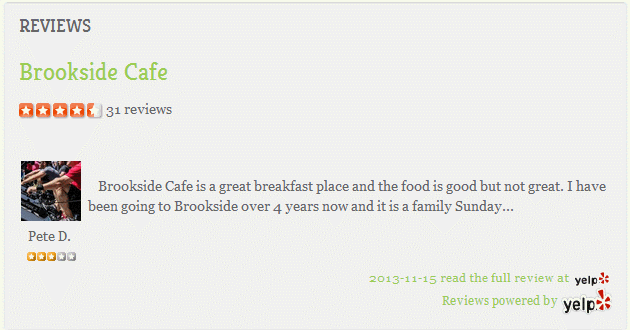 REVIEWS
Brookside Cafe
31 reviews
Brookside Cafe is a great breakfast place and the food is good but not great. I have
been going to Brookside over 4 years now and it is a family Sunday...
Pete D.
2013-11-15 read the full review at yelp
Reviews powered by yelp